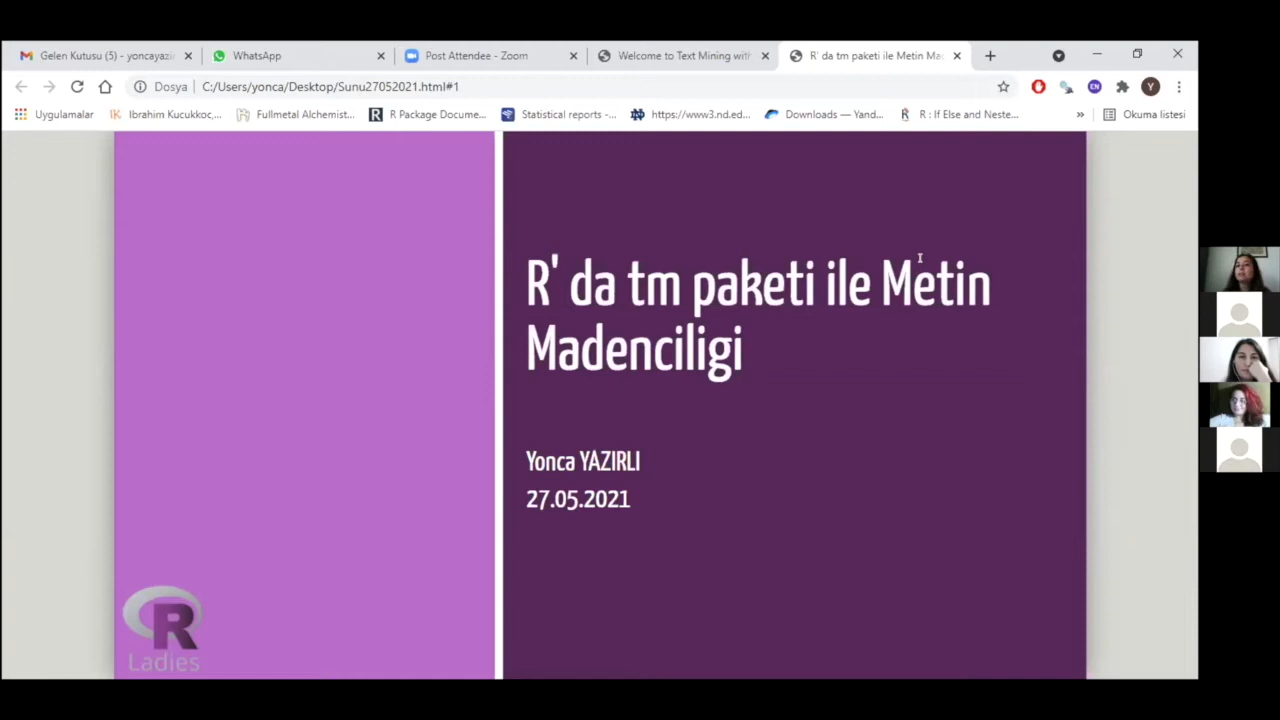 Gelen Kutusu (5) - yoncayazir
WhatsApp
Post Attendee - Zoom
Welcome to Text Mining with
R' da tm paketi ile Metin Mad
Dosya
C:/Users/yonca/Desktop/Sunu27052021.html#1
EN
Y
Uygulamalar
Ibrahim Kucukkoc,...
Fullmetal Alchemist...
R Package Docume...
Statistical reports -...
https://www3.nd.ed...
Downloads — Yand...
R : If Else and Neste...
»
Okuma listesi
R' da tm paketi ile Metin
Madenciligi
Yonca YAZIRLI
27.05.2021
R
Ladies